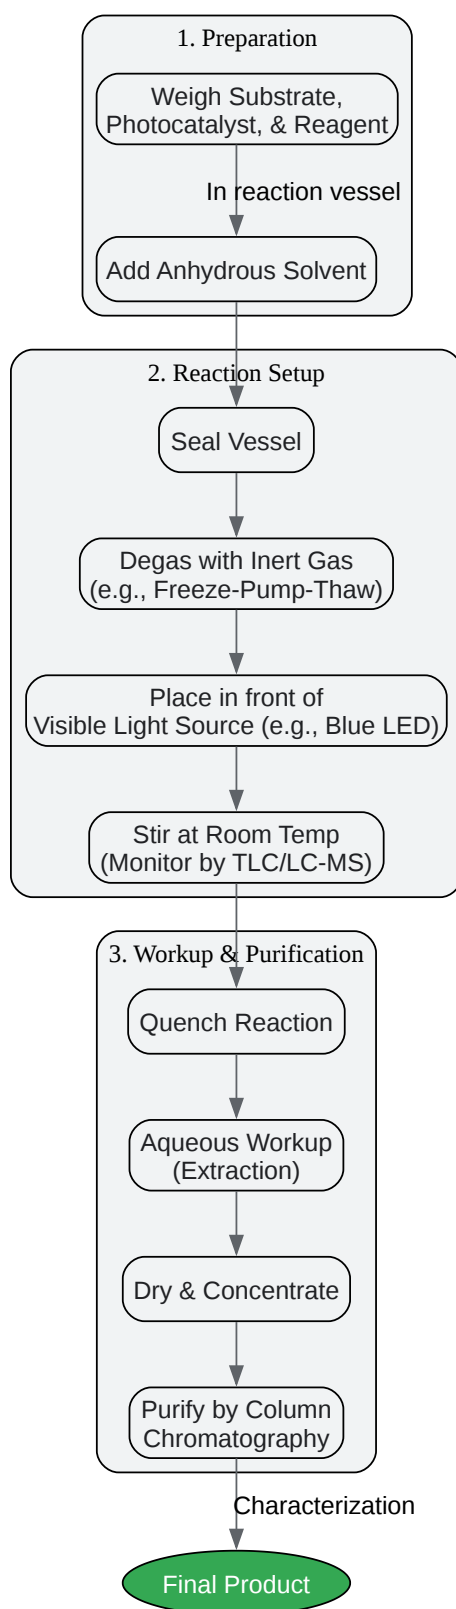 1. Preparation
Weigh Substrate,
Photocatalyst, & Reagent
In reaction vessel
Add Anhydrous Solvent
2. Reaction Setup
Seal Vessel
Degas with Inert Gas
(e.g., Freeze-Pump-Thaw)
Place in front of
Visible Light Source (e.g., Blue LED)
Stir at Room Temp
(Monitor by TLC/LC-MS)
3. Workup & Purification
Quench Reaction
Aqueous Workup
(Extraction)
Dry & Concentrate
Purify by Column
Chromatography
Characterization
Final Product